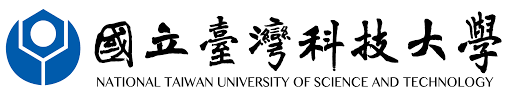 國立臺灣科技大學
NATIONAL TAIWAN UNIVERSITY OF SCIENCE AND TECHNOLOGY